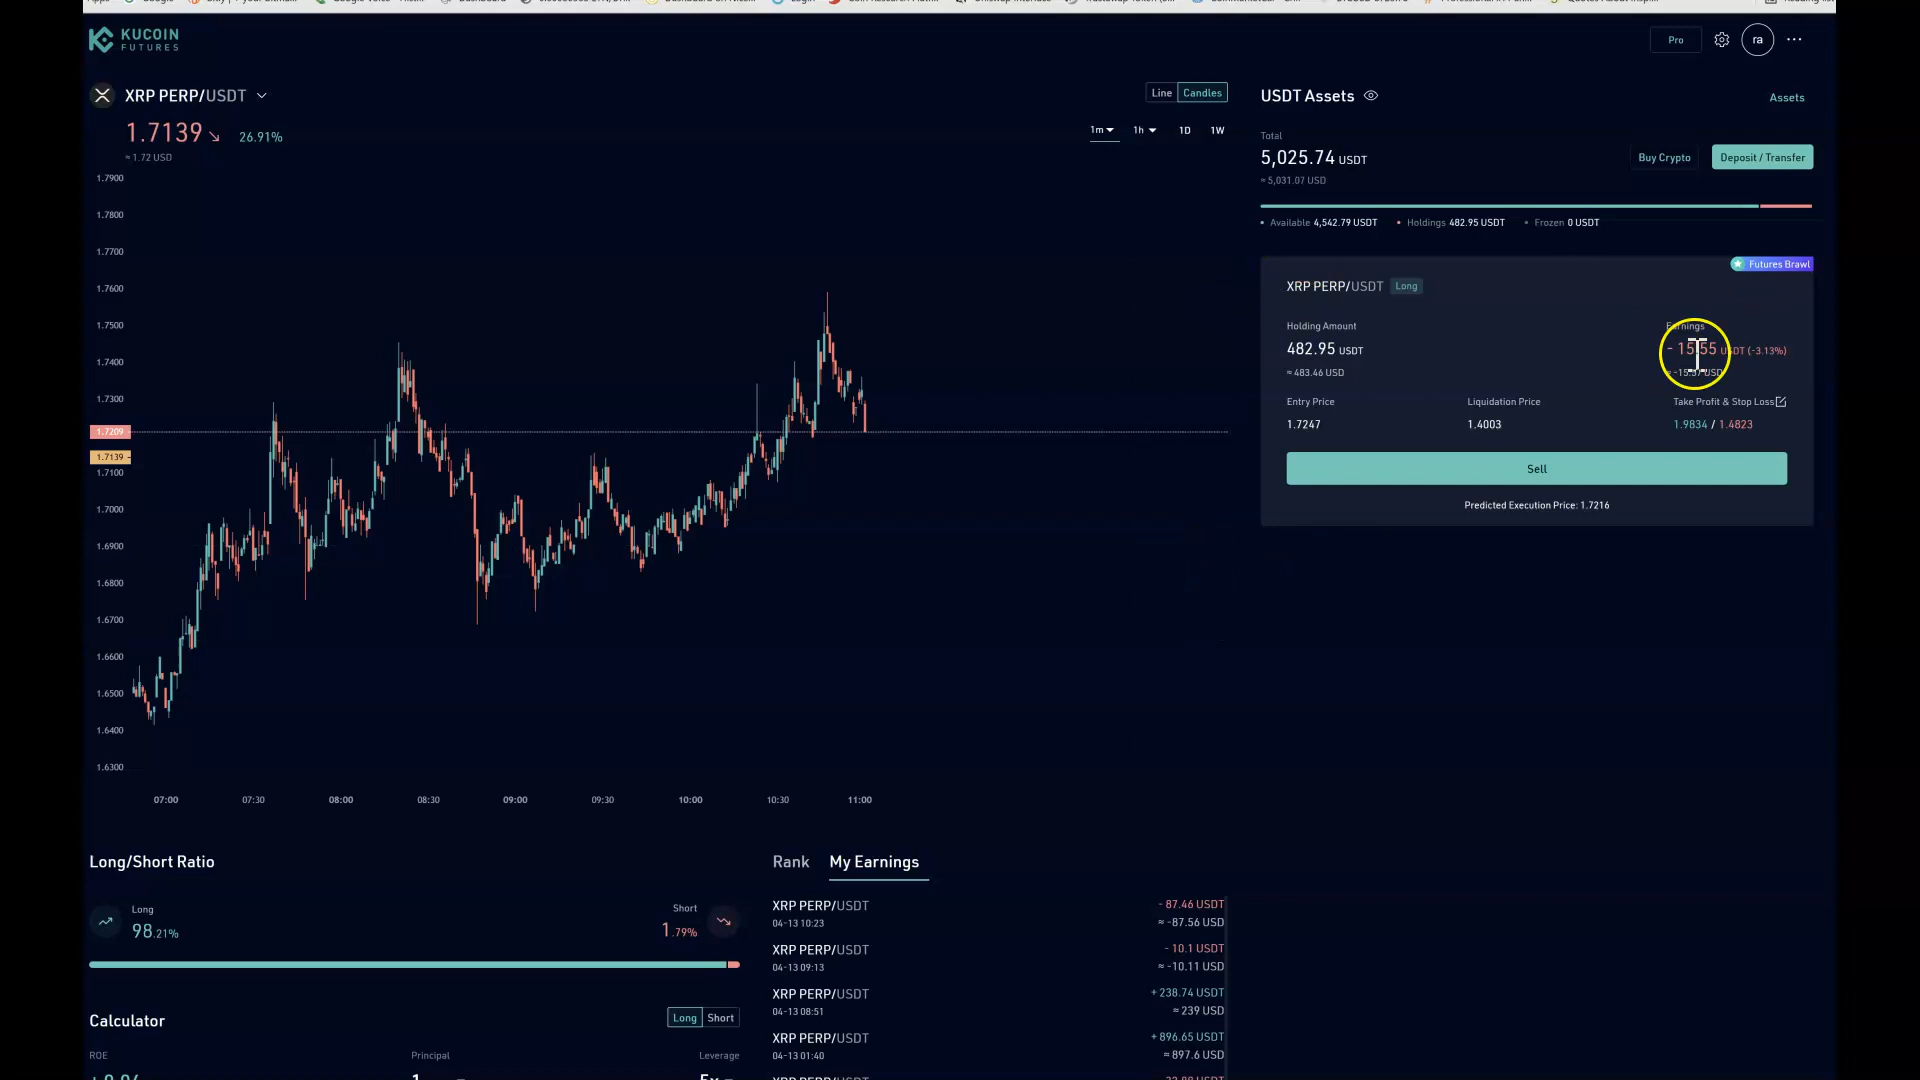 KUCOIN
FUTURES
Pro
ra
XRP PERP/USDT
Line
Candles
1.7139
26.91%
≈ 1.72 USD
1m
1h
1D
1W
1.7900
1.7800
1.7700
1.7600
1.7500
1.7400
1.7300
1.7209
1.7139
1.7100
1.7000
1.6900
1.6800
1.6700
1.6600
1.6500
1.6400
1.6300
07:00
07:30
08:00
08:30
09:00
09:30
10:00
10:30
11:00
USDT Assets
Assets
Total
5,025.74 USDT
≈ 5,031.07 USD
Buy Crypto
Deposit / Transfer
Available 4,542.79 USDT
Holdings 482.95 USDT
Frozen 0 USDT
Futures Brawl
XRP PERP/USDT
Long
Holding Amount
Earnings
482.95 USDT
- 15.55 USDT (-3.13%)
≈ 483.46 USD
≈ -15.57 USD
Entry Price
Liquidation Price
Take Profit & Stop Loss
1.7247
1.4003
1.9834 / 1.4823
Sell
Predicted Execution Price: 1.7216
Long/Short Ratio
Long
98.21%
Short
1.79%
Calculator
Long
Short
ROE
Principal
Leverage
Rank
My Earnings
XRP PERP/USDT
- 87.46 USDT
04-13 10:23
≈ -87.56 USD
XRP PERP/USDT
- 10.1 USDT
04-13 09:13
≈ -10.11 USD
XRP PERP/USDT
+ 238.74 USDT
04-13 08:51
≈ 239 USD
XRP PERP/USDT
+ 896.65 USDT
04-13 01:40
≈ 897.6 USD